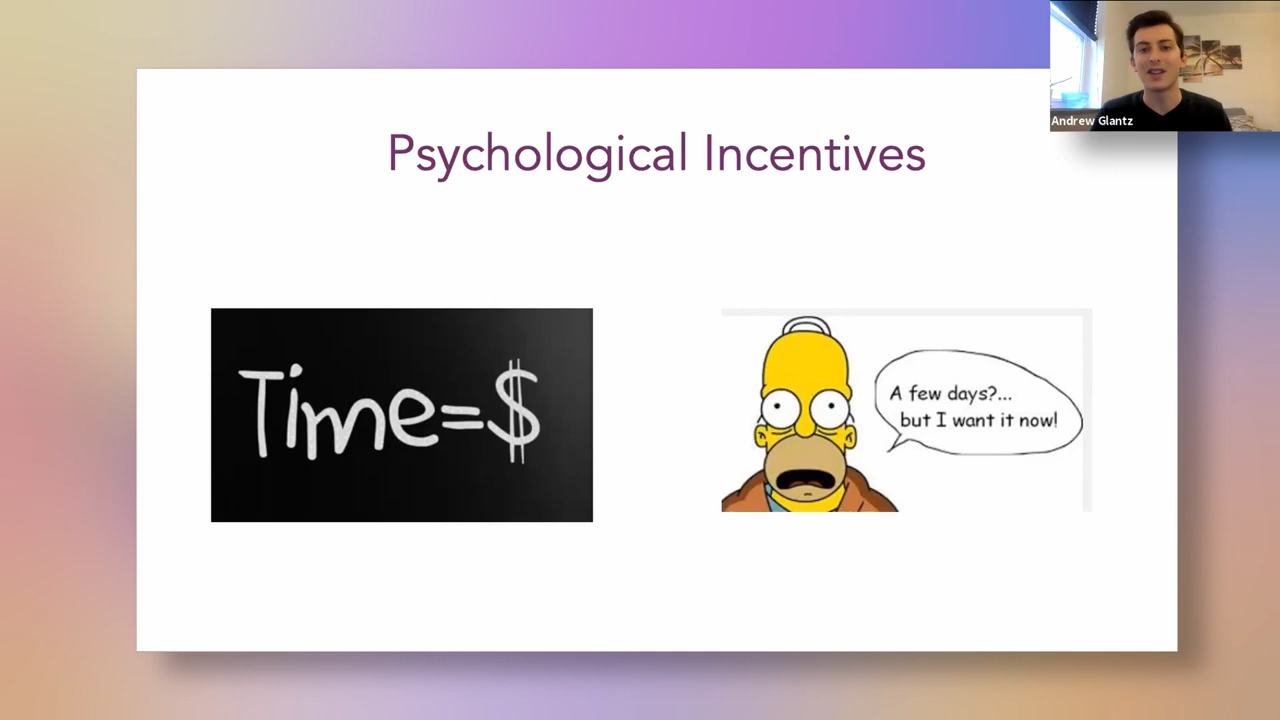 Andrew Glantz
Psychological Incentives
Time=$
A few days?...
but I want it now!